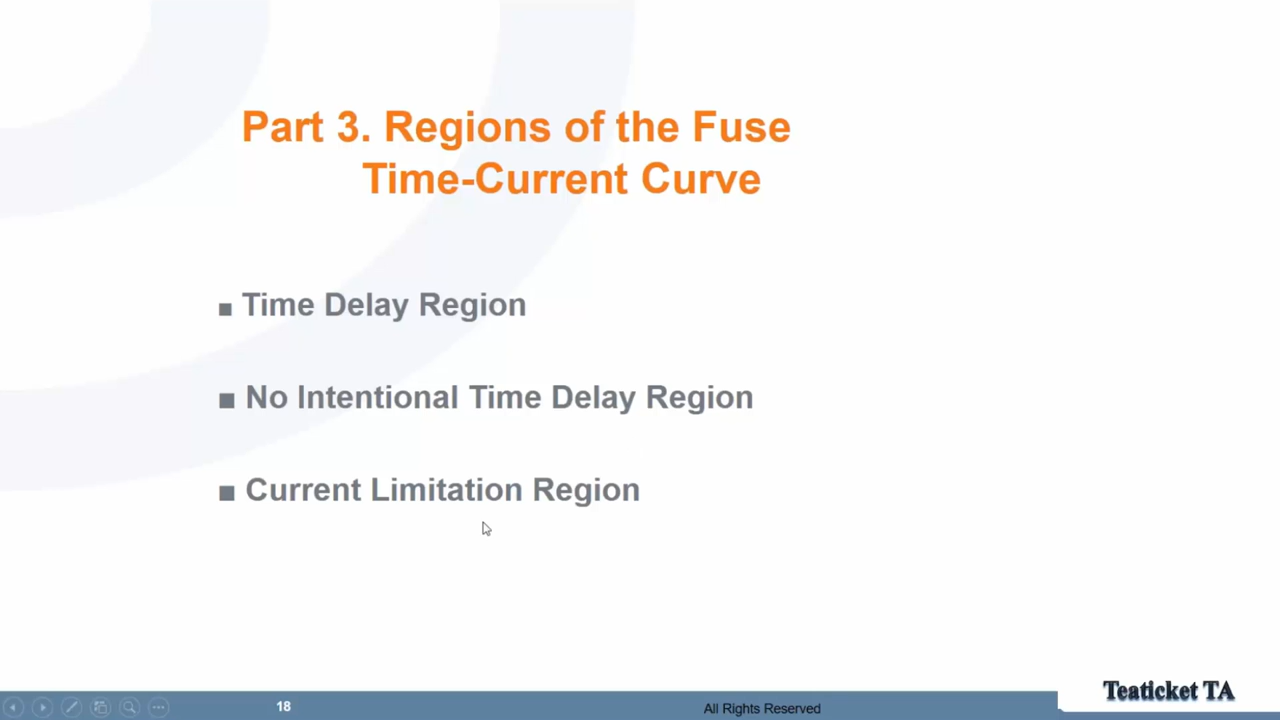 Part 3. Regions of the Fuse
Time-Current Curve
■ Time Delay Region
■ No Intentional Time Delay Region
■ Current Limitation Region
18
All Rights Reserved
Teaticket TA